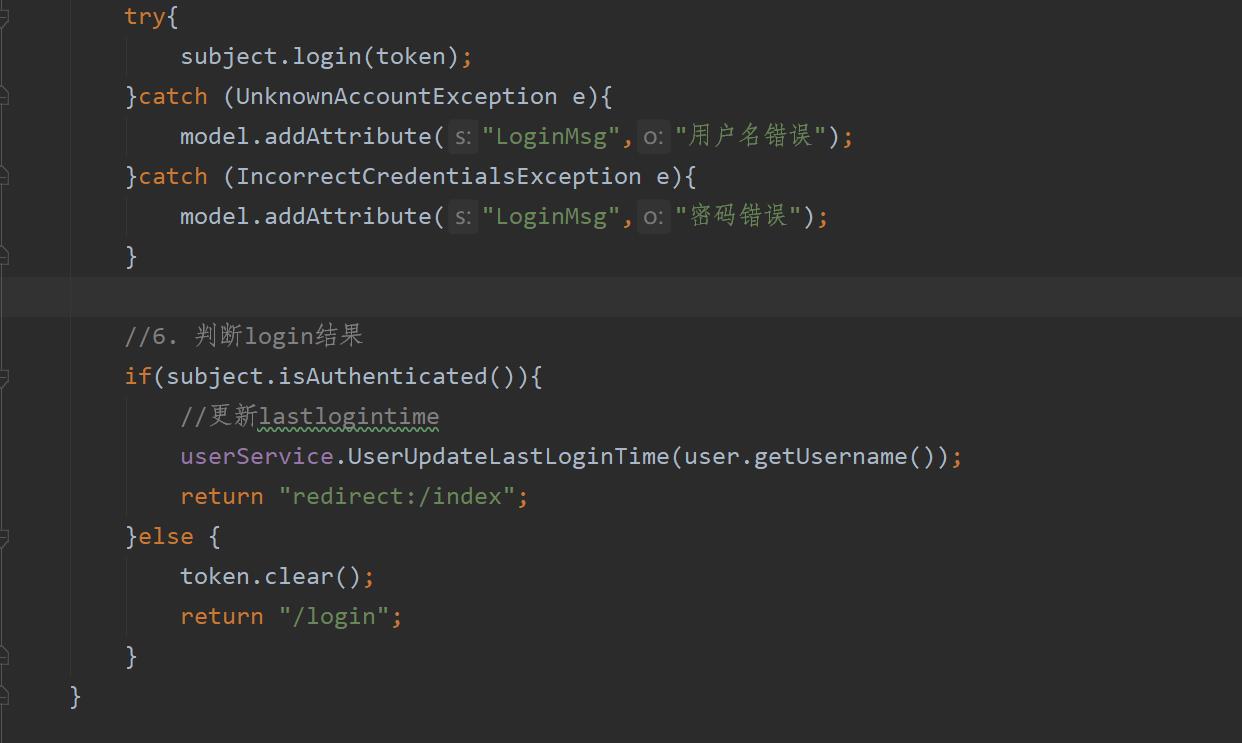 try{
subject.login(token);
}catch (UnknownAccountException e){
model.addAttribute( s: "LoginMsg", o: "用户名错误");
}catch (IncorrectCredentialsException e){
model.addAttribute( s: "LoginMsg", o: "密码错误");
}
//6. 判断login结果
if(subject.isAuthenticated()){
//更新lastlogintime
userService.UserUpdateLastLoginTime(user.getUsername());
return "redirect:/index";
}else {
token.clear();
return "/login";
}
}